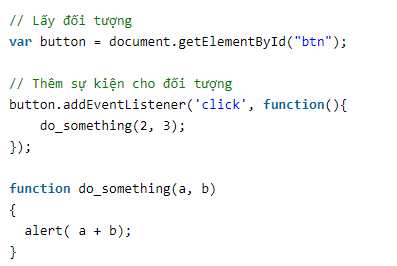 // Lấy đối tượng
var button = document.getElementById("btn");
// Thêm sự kiện cho đối tượng
button.addEventListener('click', function(){
    do_something(2, 3);
});
function do_something(a, b)
{
  alert( a + b);
}